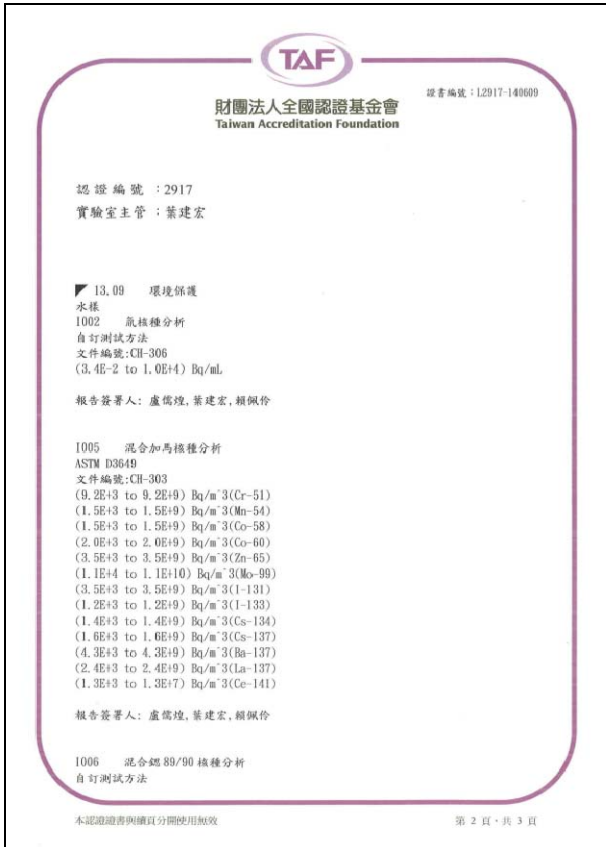 TAF
財團法人全國認證基金會
Taiwan Accreditation Foundation
證書編號：L2917-140609
認證編號：2917
實驗室主管：葉建宏
13.09 環境保護
水樣
I002 氚核種分析
自訂測試方法
文件編號:CH-306
(3.4E-2 to 1.0E+4) Bq/mL
報告簽署人: 盧儒煌,葉建宏,賴佩伶
I005 混合加馬核種分析
ASTM D3649
文件編號:CH-303
(9.2E+3 to 9.2E+9) Bq/m^3(Cr-51)
(1.5E+3 to 1.5E+9) Bq/m^3(Mn-54)
(1.5E+3 to 1.5E+9) Bq/m^3(Co-58)
(2.0E+3 to 2.0E+9) Bq/m^3(Co-60)
(3.5E+3 to 3.5E+9) Bq/m^3(Zn-65)
(1.1E+4 to 1.1E+10) Bq/m^3(Mo-99)
(3.5E+3 to 3.5E+9) Bq/m^3(I-131)
(1.2E+3 to 1.2E+9) Bq/m^3(I-133)
(1.4E+3 to 1.4E+9) Bq/m^3(Cs-134)
(1.6E+3 to 1.6E+9) Bq/m^3(Cs-137)
(4.3E+3 to 4.3E+9) Bq/m^3(Ba-137)
(2.4E+3 to 2.4E+9) Bq/m^3(La-137)
(1.3E+3 to 1.3E+7) Bq/m^3(Ce-141)
報告簽署人: 盧儒煌,葉建宏,賴佩伶
I006 混合鍶 89/90 核種分析
自訂測試方法
本認證證書與續頁分開使用無效
第 2 頁，共 3 頁